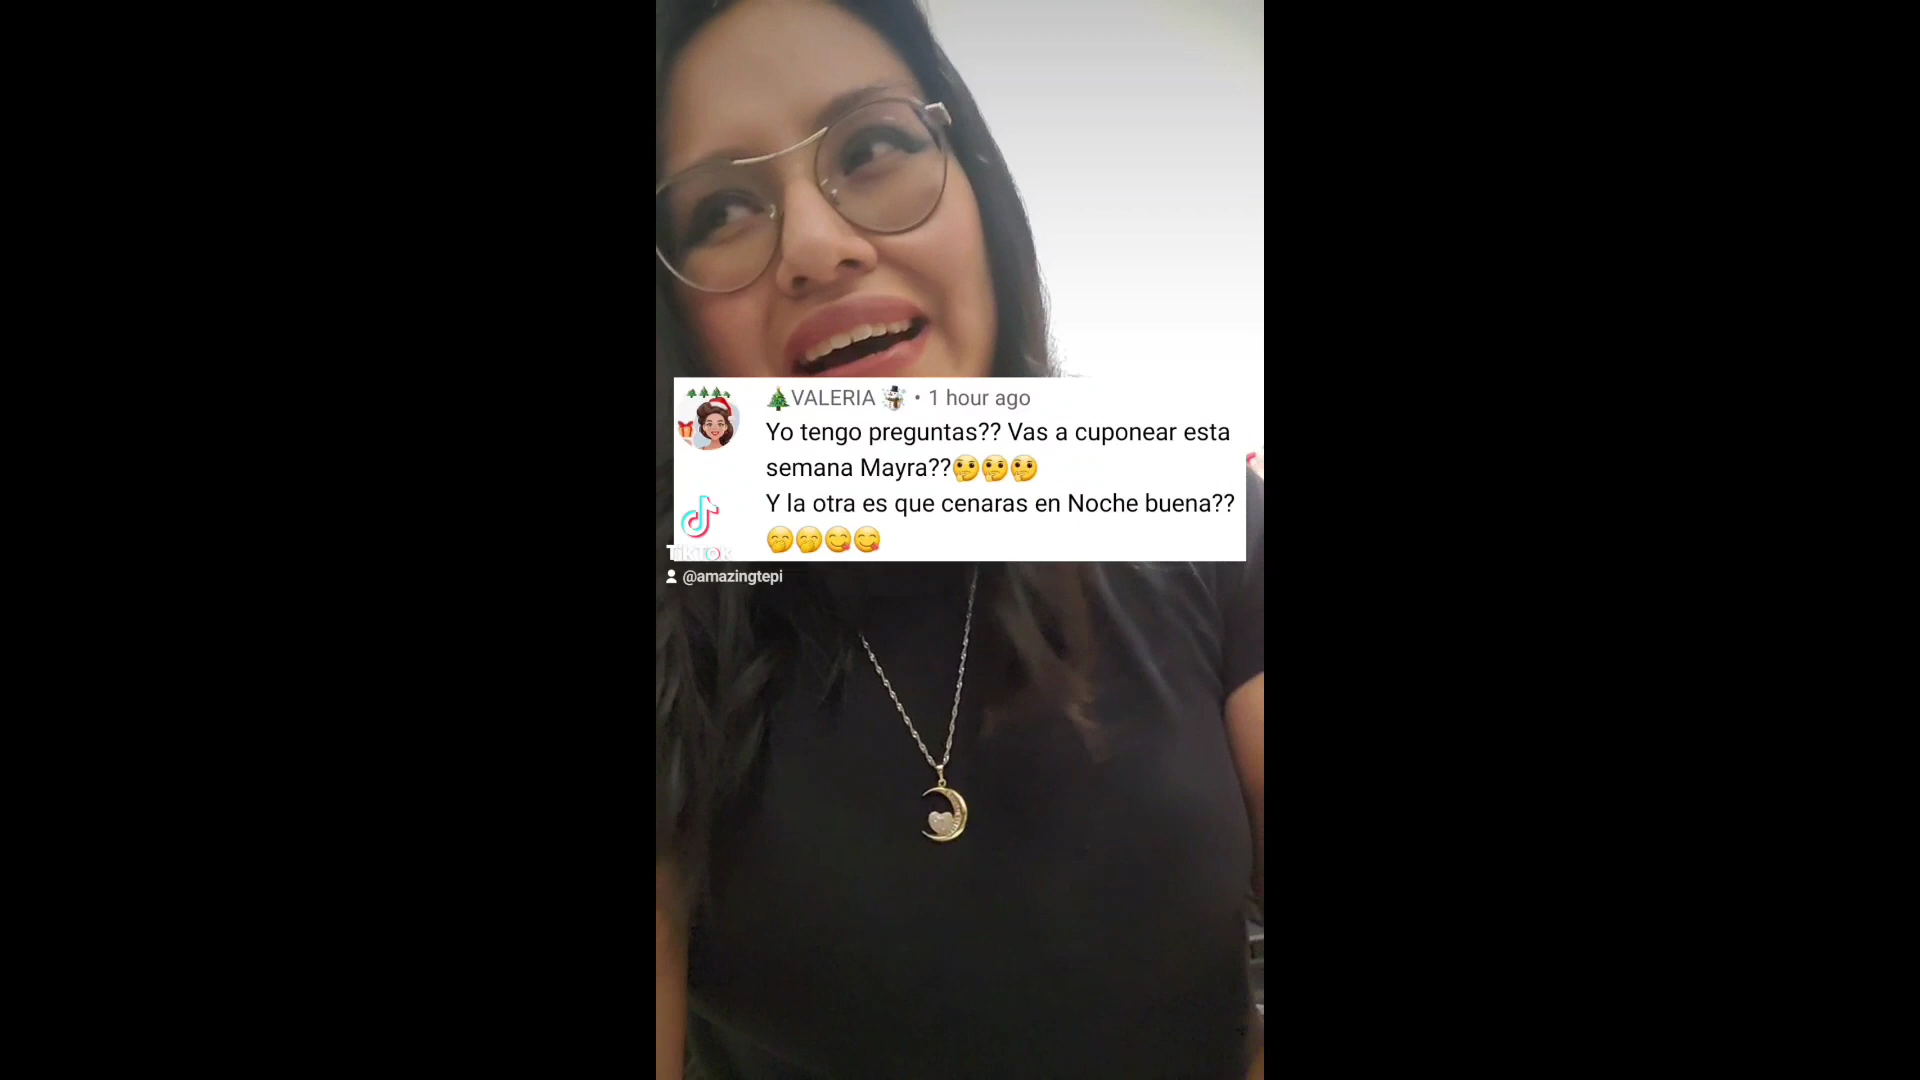 🎄VALERIA ☃️ • 1 hour ago
Yo tengo preguntas?? Vas a cuponear esta
semana Mayra??🤔🤔🤔
Y la otra es que cenaras en Noche buena??
🤭🤭😋😋
TikTok
@amazingtepi